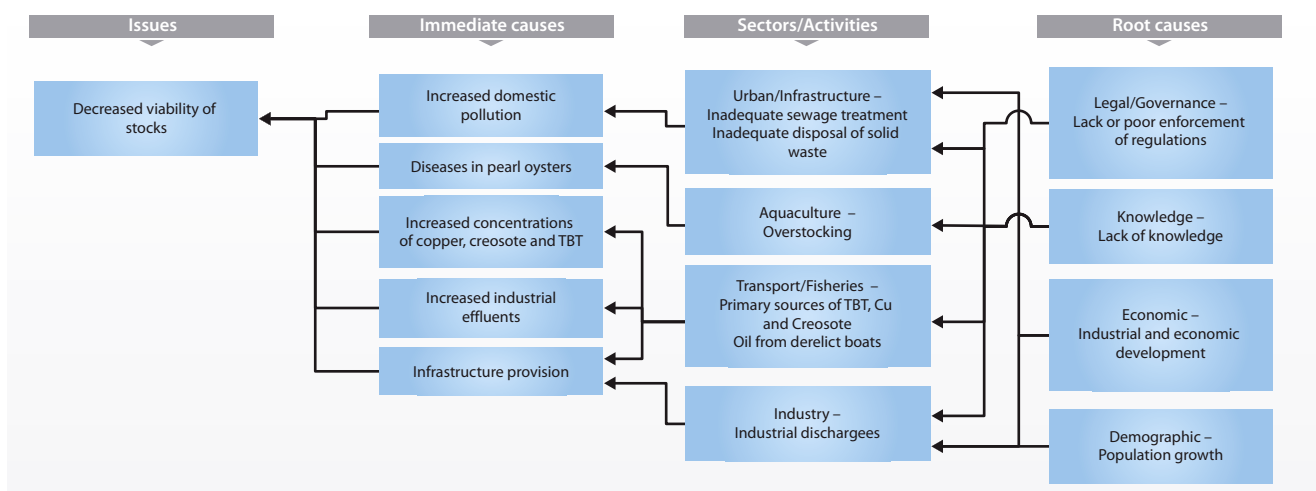 Issues
Immediate causes
Sectors/Activities
Root causes
Decreased viability of
stocks
Increased domestic
pollution
Diseases in pearl oysters
Increased concentrations
of copper, creosote and TBT
Increased industrial
effluents
Infrastructure provision
Urban/Infrastructure –
Inadequate sewage treatment
Inadequate disposal of solid
waste
Aquaculture –
Overstocking
Transport/Fisheries –
Primary sources of TBT, Cu
and Creosote
Oil from derelict boats
Industry –
Industrial dischargees
Legal/Governance –
Lack or poor enforcement
of regulations
Knowledge –
Lack of knowledge
Economic –
Industrial and economic
development
Demographic –
Population growth